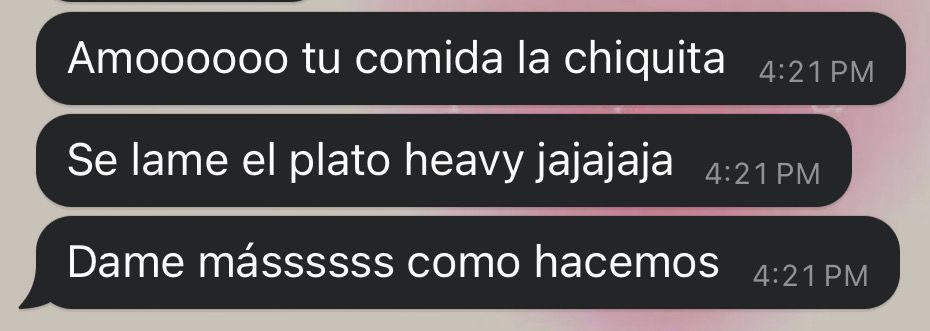 Amoooooo tu comida la chiquita
4:21 PM
Se lame el plato heavy jajajaja
4:21 PM
Dame mássssss como hacemos
4:21 PM